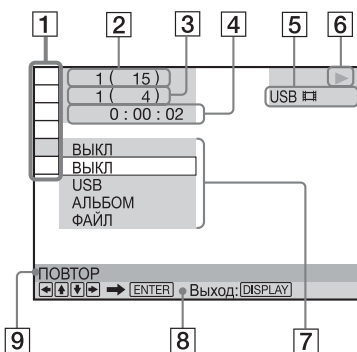 1 2 3 4 5 6
1 ( 15)
1 ( 4)
USB
0 : 00 : 02
ВЫКЛ
ВЫКЛ
USB
АЛЬБОМ
ФАЙЛ
ПОВТОР
ENTER Выход: DISPLAY
9 8 7